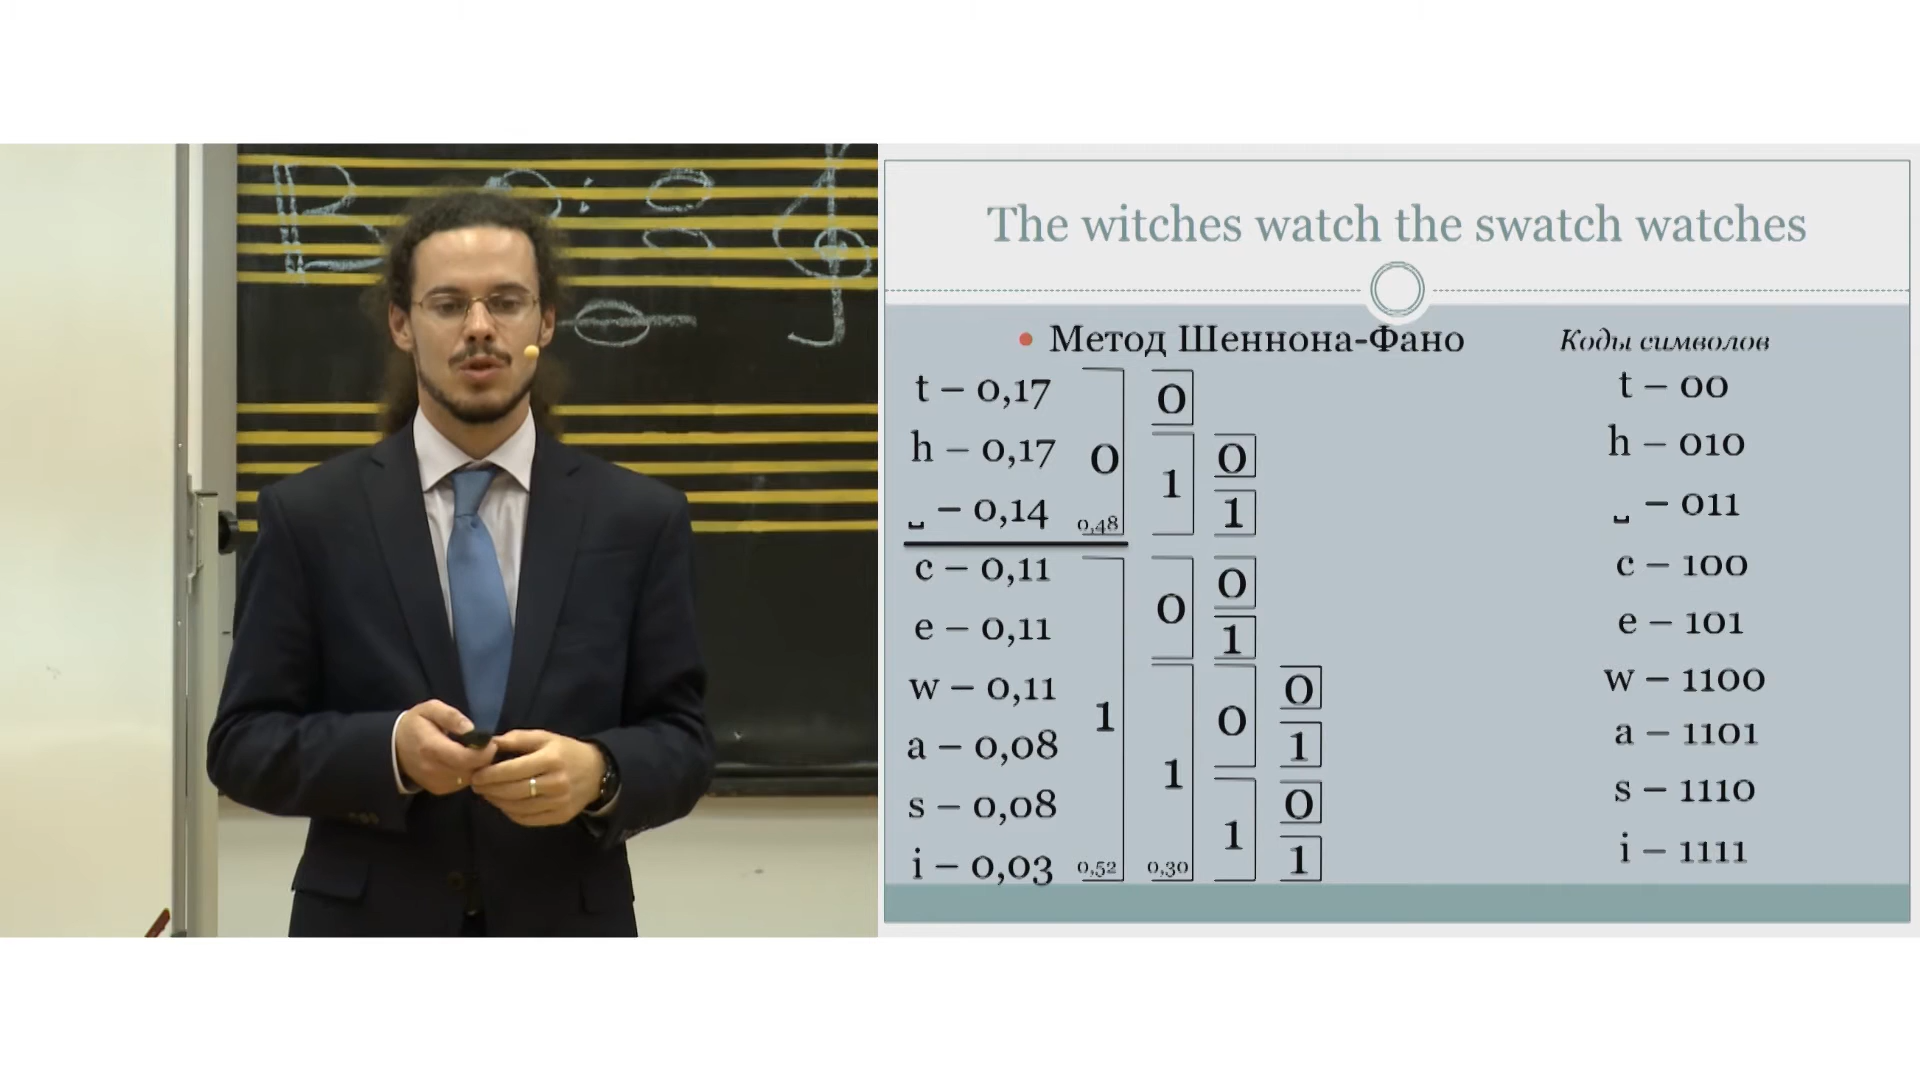 The witches watch the swatch watches
• Метод Шеннона-Фано
t – 0,17
h – 0,17
␣ – 0,14
c – 0,11
e – 0,11
w – 0,11
a – 0,08
s – 0,08
i – 0,03
0
0,48
1
0,52
0
1
0
1
0,30
0
1
0
1
0
1
0
1
0
1
Коды символов
t – 00
h – 010
␣ – 011
c – 100
e – 101
w – 1100
a – 1101
s – 1110
i – 1111